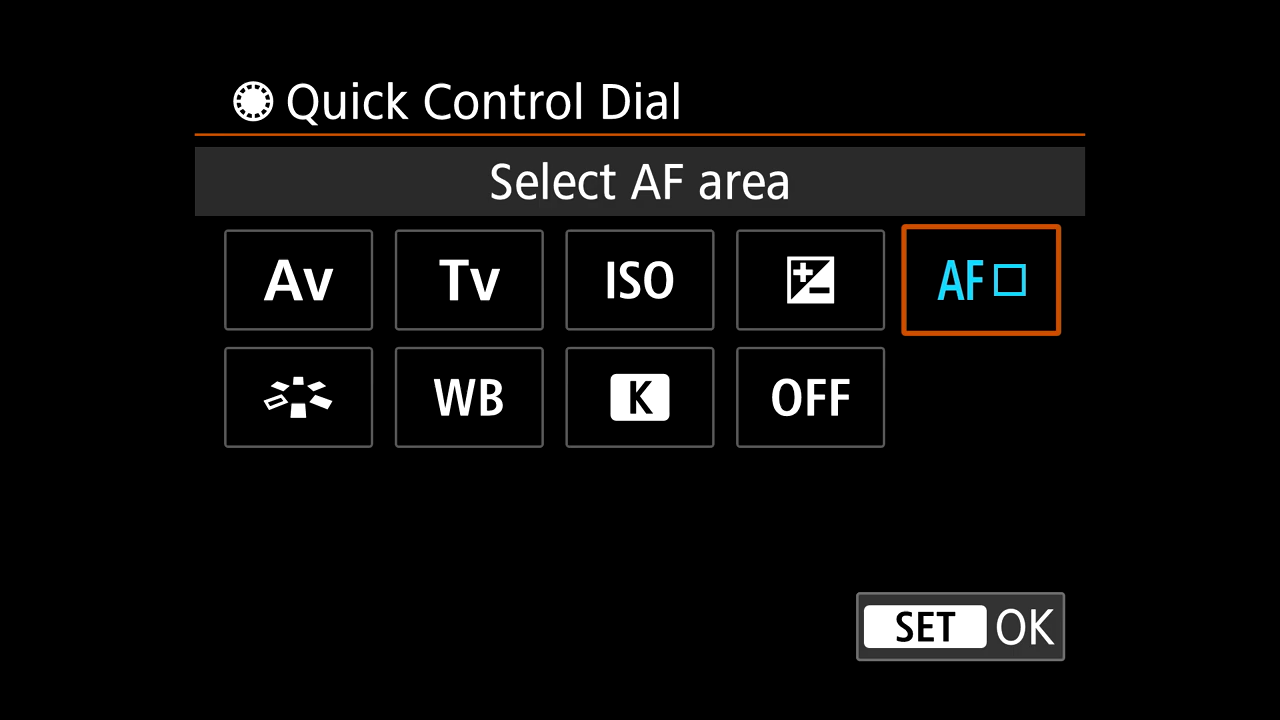 Quick Control Dial
Select AF area
Av Tv ISO AF
WB K OFF
SET OK